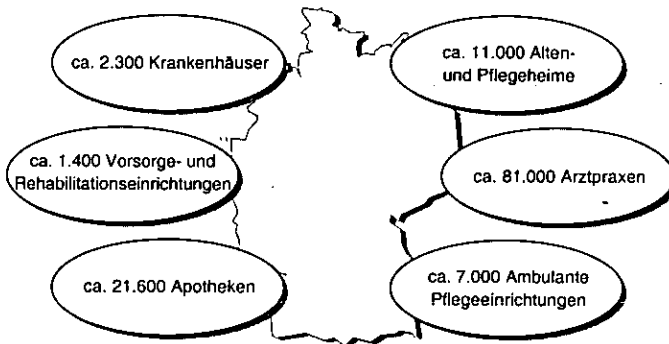 ca. 2.300 Krankenhäuser
ca. 11.000 Alten-
und Pflegeheime
ca. 1.400 Vorsorge- und
Rehabilitationseinrichtungen
ca. 81.000 Arztpraxen
ca. 21.600 Apotheken
ca. 7.000 Ambulante
Pflegeeinrichtungen